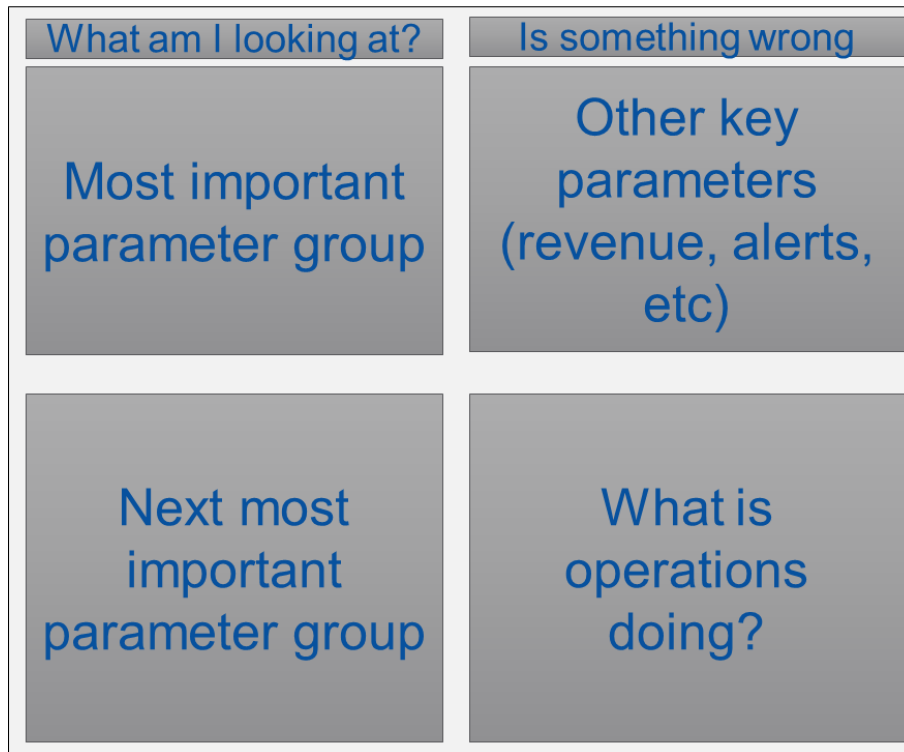 What am I looking at?
Is something wrong
Most important
parameter group
Other key
parameters
(revenue, alerts,
etc)
Next most
important
parameter group
What is
operations
doing?